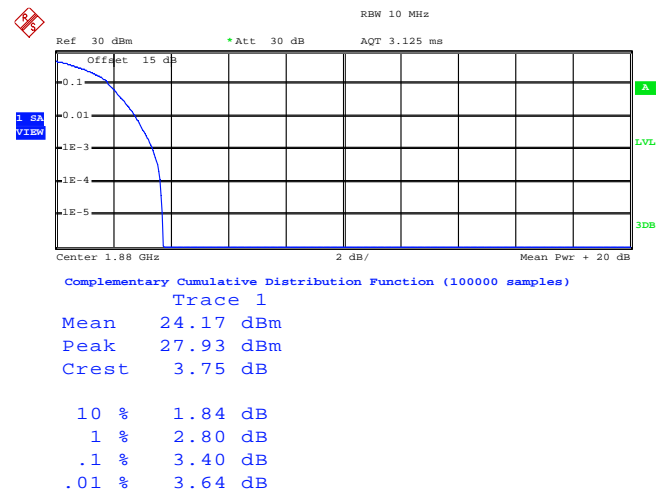 RBW 10 MHz
Ref 30 dBm * Att 30 dB AQT 3.125 ms
Offset 15 dB
0.1
A
0.01
1 SA
VIEW
1E-3
LVL
1E-4
1E-5
3DB
Center 1.88 GHz 2 dB/ Mean Pwr + 20 dB
Complementary Cumulative Distribution Function (100000 samples)
Trace 1
Mean 24.17 dBm
Peak 27.93 dBm
Crest 3.75 dB
10 % 1.84 dB
1 % 2.80 dB
.1 % 3.40 dB
.01 % 3.64 dB